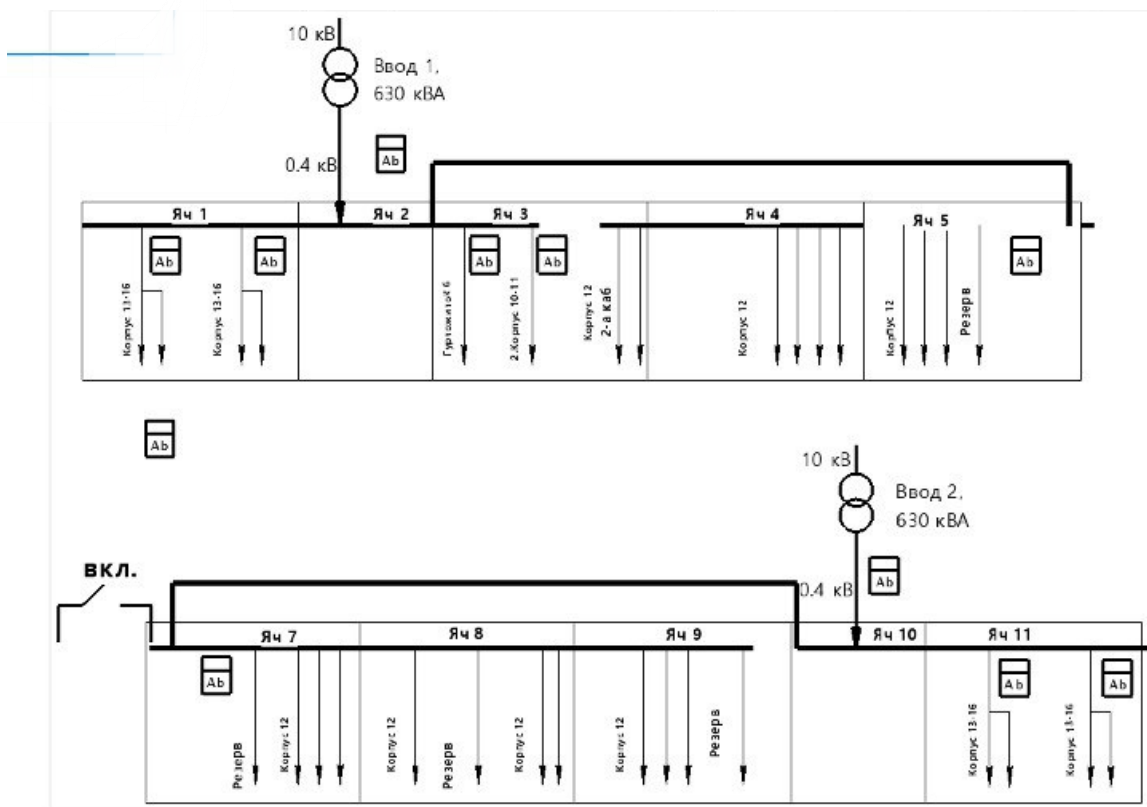 10 кВ
Ввод 1,
630 кВА
0.4 кВ
Ab
Яч 1
Яч 2
Яч 3
Яч 4
Яч 5
Ab
Ab
Ab
Ab
Ab
Корпус 13-16
Корпус 13-16
Гуртожиток 6
2.Корпус 10-11
Корпус 12
2-а каб
Корпус 12
Корпус 12
Резерв
Ab
10 кВ
Ввод 2,
630 кВА
0.4 кВ
Ab
ВКЛ.
Яч 7
Яч 8
Яч 9
Яч 10
Яч 11
Ab
Ab
Ab
Резерв
Корпус 12
Корпус 12
Резерв
Корпус 12
Корпус 12
Резерв
Корпус 13-16
Корпус 13-16